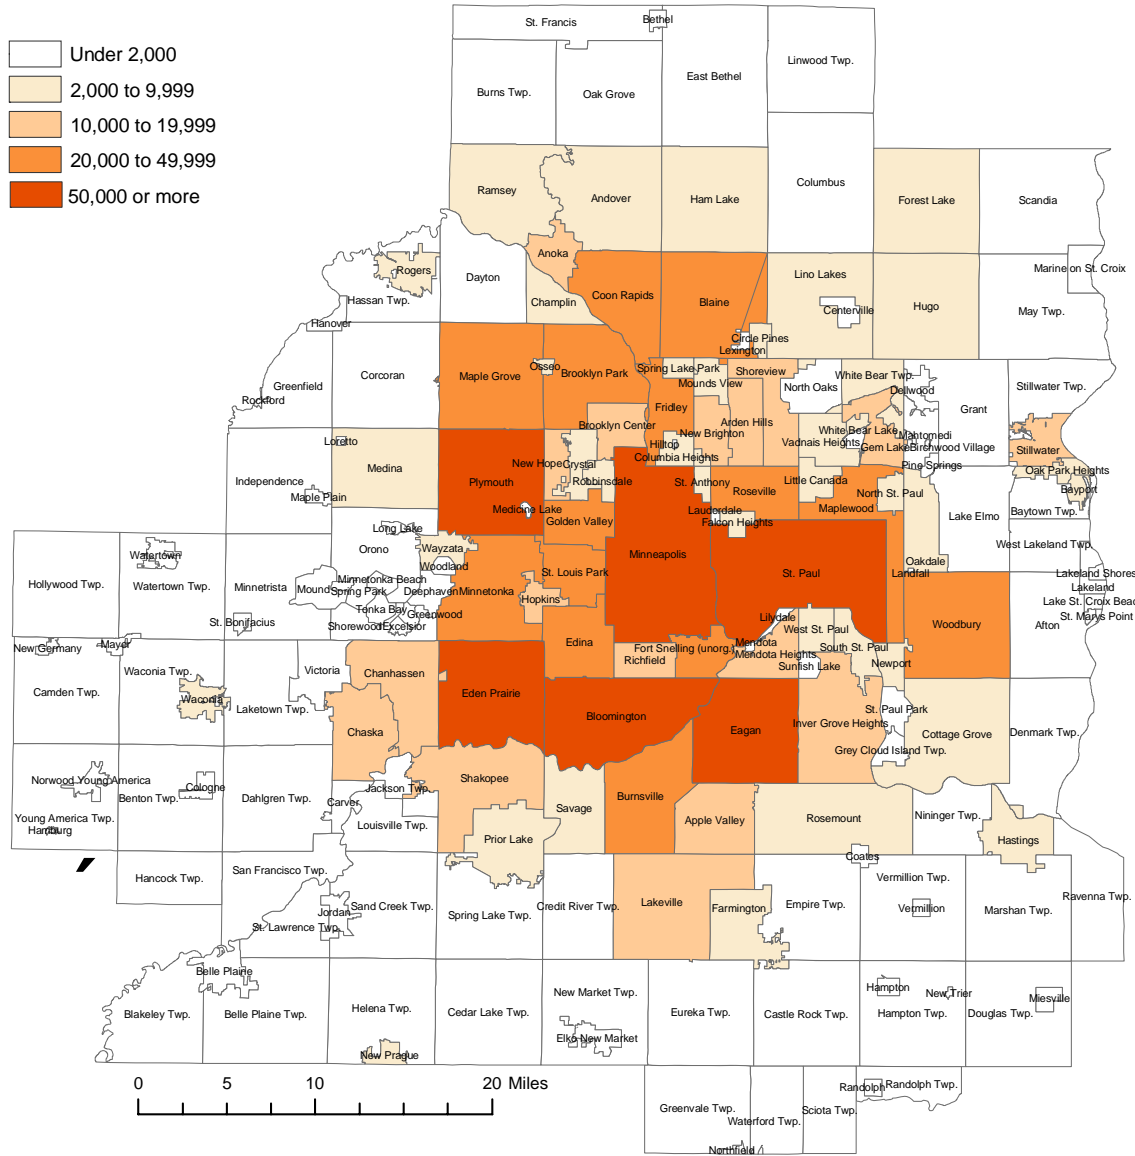 Under 2,000
2,000 to 9,999
10,000 to 19,999
20,000 to 49,999
50,000 or more
St. Francis
Bethel
Linwood Twp.
East Bethel
Burns Twp.
Oak Grove
Columbus
Ramsey
Andover
Ham Lake
Forest Lake
Scandia
Anoka
Rogers
Dayton
Lino Lakes
Marine on St. Croix
Hassan Twp.
Champlin
Coon Rapids
Blaine
Centerville
Hugo
May Twp.
Hanover
Circle Pines
Lexington
Corcoran
Maple Grove
Osseo
Brooklyn Park
Spring Lake Park
Shoreview
White Bear Twp.
Mounds View
North Oaks
Dellwood
Stillwater Twp.
Greenfield
Rockford
Fridley
Grant
Brooklyn Center
Arden Hills
New Brighton
White Bear Lake
Mahtomedi
Loretto
Hilltop
Vadnais Heights
Gem Lake
Birchwood Village
Stillwater
Columbia Heights
Medina
New Hope
Crystal
Pine Springs
Oak Park Heights
Independence
Plymouth
Robbinsdale
St. Anthony
Roseville
Little Canada
North St. Paul
Bayport
Maple Plain
Medicine Lake
Lauderdale
Maplewood
Baytown Twp.
Long Lake
Golden Valley
Falcon Heights
Lake Elmo
Orono
Wayzata
Minneapolis
West Lakeland Twp.
Watertown
Woodland
St. Louis Park
St. Paul
Oakdale
Landfall
Lakeland Shores
Hollywood Twp.
Watertown Twp.
Minnetrista
Mound
Minnetonka Beach
Spring Park
Deephaven
Minnetonka
Hopkins
Lakeland
Lake St. Croix Beac
Tonka Bay
Greenwood
St. Bonifacius
Shorewood
Excelsior
Lilydale
West St. Paul
Woodbury
Afton
St. Marys Point
New Germany
Mayer
Edina
Fort Snelling (unorg.)
Mendota
Mendota Heights
South St. Paul
Richfield
Sunfish Lake
Newport
Waconia Twp.
Victoria
Chanhassen
Camden Twp.
Waconia
Laketown Twp.
Eden Prairie
Bloomington
St. Paul Park
Chaska
Eagan
Inver Grove Heights
Cottage Grove
Denmark Twp.
Grey Cloud Island Twp.
Norwood Young America
Cologne
Benton Twp.
Dahlgren Twp.
Carver
Jackson Twp.
Shakopee
Savage
Burnsville
Young America Twp.
Hamburg
Louisville Twp.
Prior Lake
Apple Valley
Rosemount
Nininger Twp.
Hastings
Coates
Hancock Twp.
San Francisco Twp.
Vermillion Twp.
Ravenna Twp.
Jordan
Sand Creek Twp.
Spring Lake Twp.
Credit River Twp.
Lakeville
Farmington
Empire Twp.
Vermillion
Marshan Twp.
St. Lawrence Twp.
Belle Plaine
New Market Twp.
Hampton
New Trier
Miesville
Blakeley Twp.
Belle Plaine Twp.
Helena Twp.
Cedar Lake Twp.
Eureka Twp.
Castle Rock Twp.
Hampton Twp.
Douglas Twp.
Elko New Market
New Prague
0 5 10 20 Miles
Randolph
Randolph Twp.
Greenvale Twp.
Waterford Twp.
Sciota Twp.
Northfield